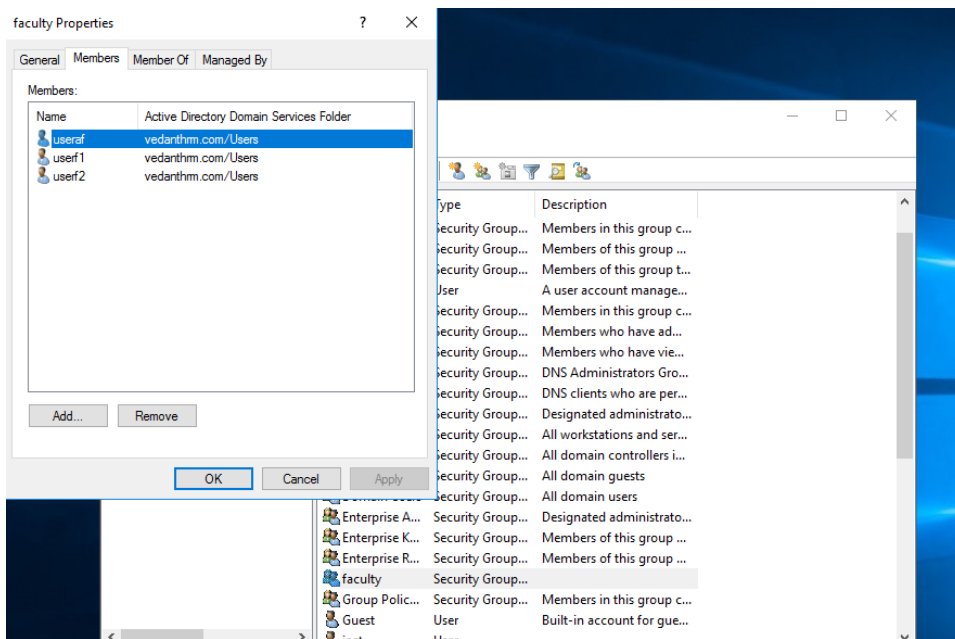 faculty Properties
General Members Member Of Managed By
Members:
Name Active Directory Domain Services Folder
useraf vedanthrm.com/Users
userf1 vedanthrm.com/Users
userf2 vedanthrm.com/Users
Add... Remove
OK Cancel Apply
Type Description
Security Group... Members in this group c...
Security Group... Members of this group ...
Security Group... Members of this group t...
User A user account manage...
Security Group... Members in this group c...
Security Group... Members who have ad...
Security Group... Members who have vie...
Security Group... DNS Administrators Gro...
Security Group... DNS clients who are per...
Security Group... Designated administrato...
Security Group... All workstations and ser...
Security Group... All domain controllers i...
Security Group... All domain guests
Domain Users Security Group... All domain users
Enterprise A... Security Group... Designated administrato...
Enterprise K... Security Group... Members of this group ...
Enterprise R... Security Group... Members of this group ...
faculty Security Group...
Group Polic... Security Group... Members in this group c...
Guest User Built-in account for gue...